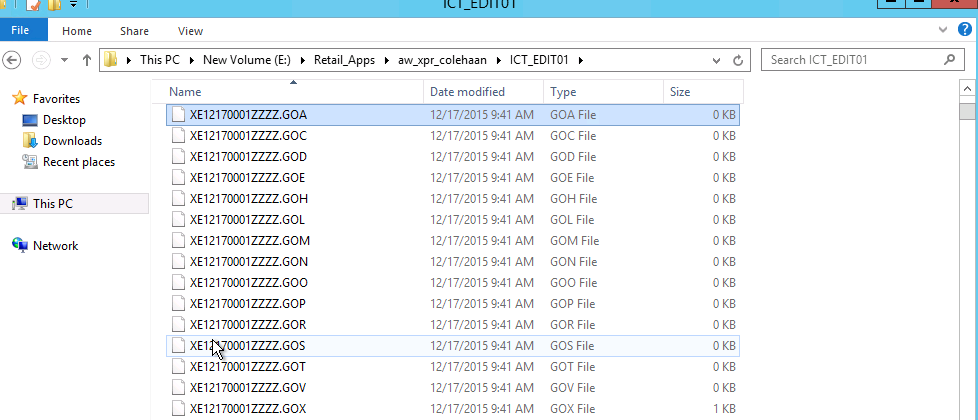 ICT_EDIT01
File Home Share View
This PC New Volume (E:) Retail_Apps aw_xpr_colehaan ICT_EDIT01 Search ICT_EDIT01
Favorites
Desktop
Downloads
Recent places
This PC
Network
Name Date modified Type Size
XE12170001ZZZZ.GOA 12/17/2015 9:41 AM GOA File 0 KB
XE12170001ZZZZ.GOC 12/17/2015 9:41 AM GOC File 0 KB
XE12170001ZZZZ.GOD 12/17/2015 9:41 AM GOD File 0 KB
XE12170001ZZZZ.GOE 12/17/2015 9:41 AM GOE File 0 KB
XE12170001ZZZZ.GOH 12/17/2015 9:41 AM GOH File 0 KB
XE12170001ZZZZ.GOL 12/17/2015 9:41 AM GOL File 0 KB
XE12170001ZZZZ.GOM 12/17/2015 9:41 AM GOM File 0 KB
XE12170001ZZZZ.GON 12/17/2015 9:41 AM GON File 0 KB
XE12170001ZZZZ.GOO 12/17/2015 9:41 AM GOO File 0 KB
XE12170001ZZZZ.GOP 12/17/2015 9:41 AM GOP File 0 KB
XE12170001ZZZZ.GOR 12/17/2015 9:41 AM GOR File 0 KB
XE12170001ZZZZ.GOS 12/17/2015 9:41 AM GOS File 0 KB
XE12170001ZZZZ.GOT 12/17/2015 9:41 AM GOT File 0 KB
XE12170001ZZZZ.GOV 12/17/2015 9:41 AM GOV File 0 KB
XE12170001ZZZZ.GOX 12/17/2015 9:41 AM GOX File 1 KB